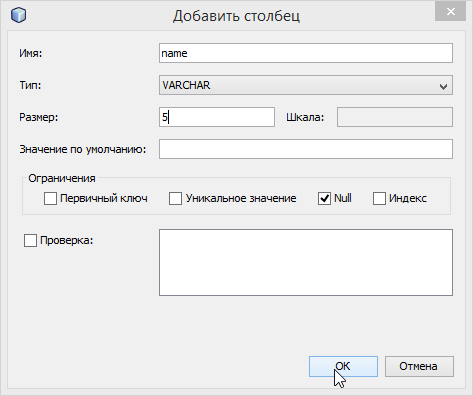 Добавить столбец
Имя: name
Тип: VARCHAR
Размер: 5 Шкала:
Значение по умолчанию:
Ограничения
Первичный ключ Уникальное значение Null Индекс
Проверка:
ОК Отмена